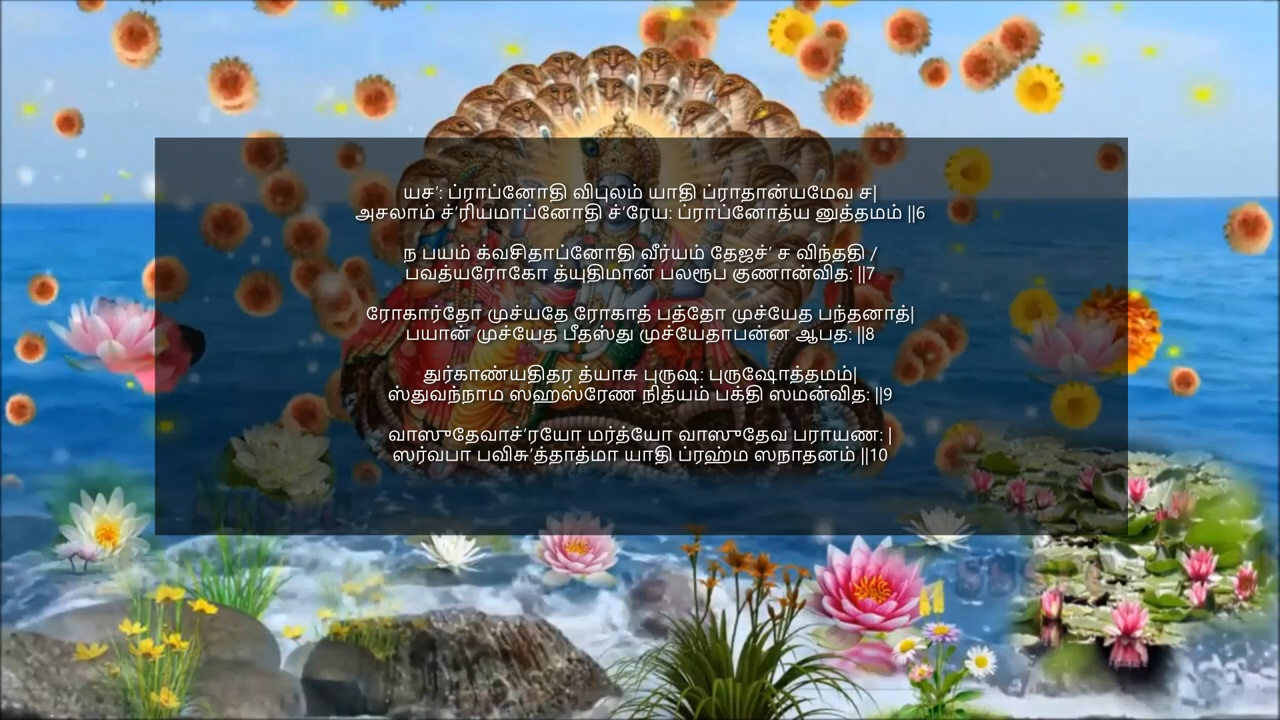 யச': ப்ராப்னோதி விபுலம் யாதி ப்ராதான்யமேவ ச|
அசலாம் ச்'ரியமாப்னோதி ச்'ரேய: ப்ராப்னோத்ய னுத்தமம் ||6
ந பயம் க்வசிதாப்னோதி வீர்யம் தேஜச்' ச விந்ததி /
பவத்யரோகோ த்யுதிமான் பலரூப குணான்வித: ||7
ரோகார்தோ முச்யதே ரோகாத் பத்தோ முச்யேத பந்தனாத்|
பயான் முச்யேத பீதஸ்து முச்யேதாபன்ன ஆபத: ||8
துர்காண்யதிதர த்யாசு புருஷ: புருஷோத்தமம்|
ஸ்துவந்நாம ஸஹஸ்ரேண நித்யம் பக்தி ஸமன்வித: ||9
வாஸுதேவாச்'ரயோ மர்த்யோ வாஸுதேவ பராயண: |
ஸர்வபா பவிசு'த்தாத்மா யாதி ப்ரஹ்ம ஸநாதனம் ||10